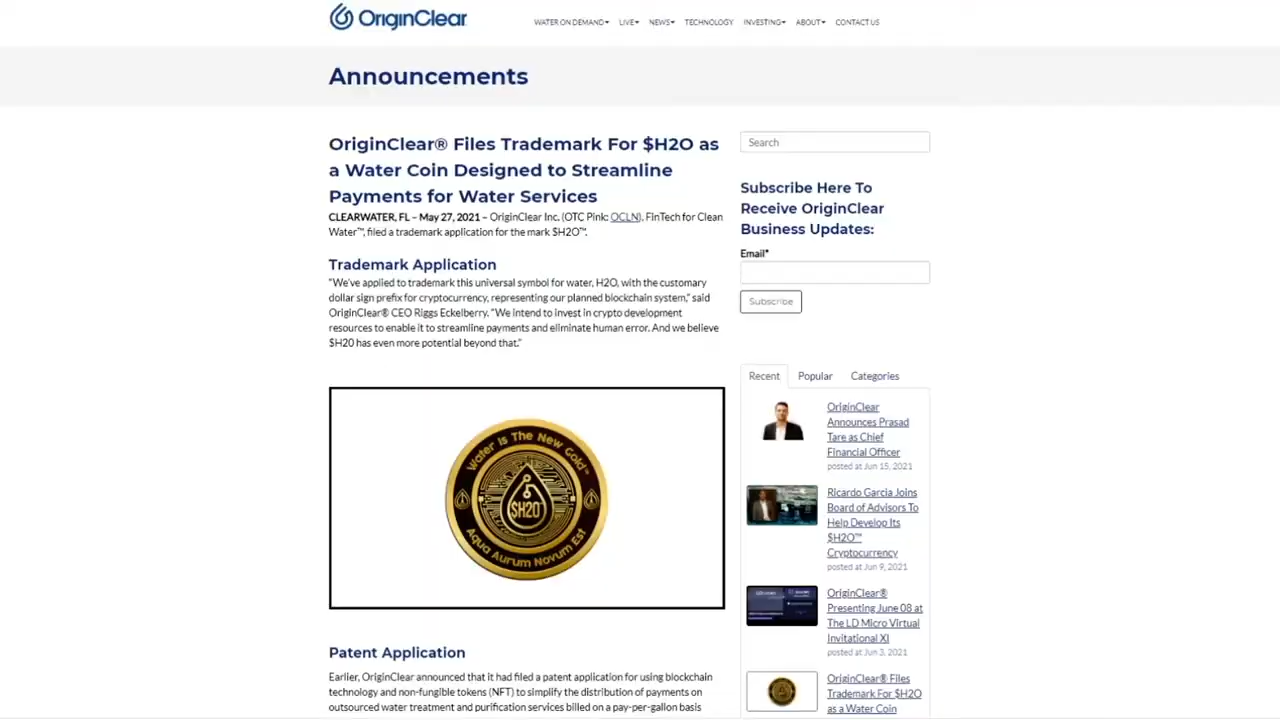 OriginClear
WATER ON DEMAND LIVE NEWS TECHNOLOGY INVESTING ABOUT CONTACT US
Announcements
OriginClear® Files Trademark For $H2O as
a Water Coin Designed to Streamline
Payments for Water Services
CLEARWATER, FL – May 27, 2021 – OriginClear Inc. (OTC Pink: OCLN), FinTech for Clean
Water™, filed a trademark application for the mark $H2O™.
Trademark Application
"We've applied to trademark this universal symbol for water, H2O, with the customary
dollar sign prefix for cryptocurrency, representing our planned blockchain system," said
OriginClear® CEO Riggs Eckelberry. "We intend to invest in crypto development
resources to enable it to streamline payments and eliminate human error. And we believe
$H20 has even more potential beyond that."
Water Is The New Gold™
$H2O™
Aqua Aurum Novum Est
Patent Application
Earlier, OriginClear announced that it had filed a patent application for using blockchain
technology and non-fungible tokens (NFT) to simplify the distribution of payments on
outsourced water treatment and purification services billed on a pay-per-gallon basis
Search
Subscribe Here To
Receive OriginClear
Business Updates:
Email*
Subscribe
Recent Popular Categories
OriginClear
Announces Prasad
Tare as Chief
Financial Officer
posted at Jun 15, 2021
Ricardo Garcia Joins
Board of Advisors To
Help Develop Its
$H2O™
Cryptocurrency
posted at Jun 9, 2021
OriginClear®
Presenting June 08 at
The LD Micro Virtual
Invitational XI
posted at Jun 3, 2021
OriginClear® Files
Trademark For $H2O
as a Water Coin